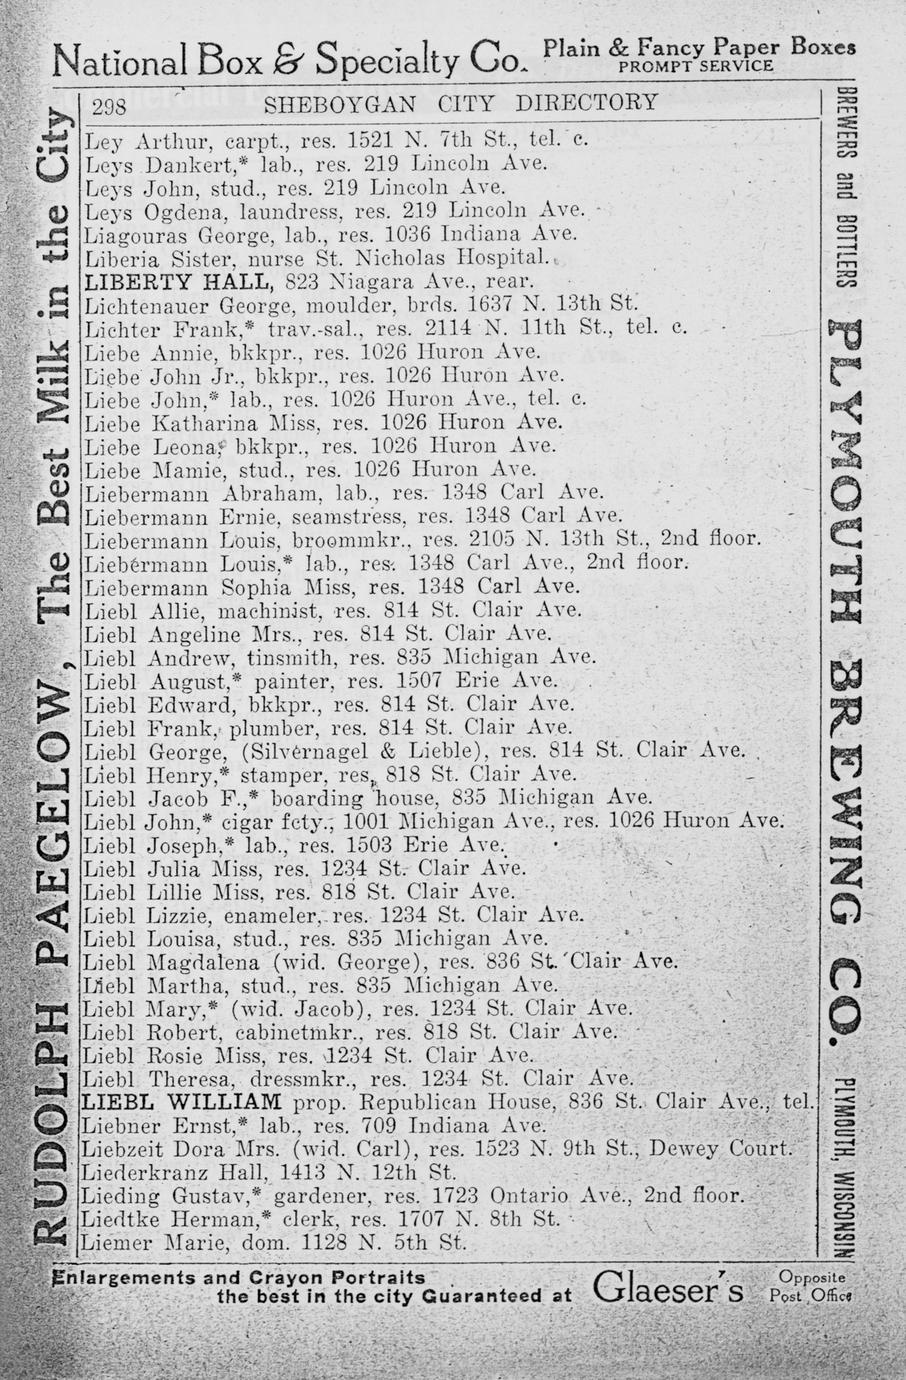 National Box & Specialty Co. Plain & Fancy Paper Boxes
PROMPT SERVICE
298 SHEBOYGAN CITY DIRECTORY
Ley Arthur, carpt., res. 1521 N. 7th St., tel. c.
Leys Dankert,* lab., res. 219 Lincoln Ave.
Leys John, stud., res. 219 Lincoln Ave.
Leys Ogdena, laundress, res. 219 Lincoln Ave.
Liagouras George, lab., res. 1036 Indiana Ave.
Liberia Sister, nurse St. Nicholas Hospital.
LIBERTY HALL, 823 Niagara Ave., rear.
Lichtenauer George, moulder, brds. 1637 N. 13th St.
Lichter Frank,* trav.-sal., res. 2114 N. 11th St., tel. c.
Liebe Annie, bkkpr., res. 1026 Huron Ave.
Liebe John Jr., bkkpr., res. 1026 Huron Ave.
Liebe John,* lab., res. 1026 Huron Ave., tel. c.
Liebe Katharina Miss, res. 1026 Huron Ave.
Liebe Leona, bkkpr., res. 1026 Huron Ave.
Liebe Mamie, stud., res. 1026 Huron Ave.
Liebermann Abraham, lab., res. 1348 Carl Ave.
Liebermann Ernie, seamstress, res. 1348 Carl Ave.
Liebermann Louis, broommkr., res. 2105 N. 13th St., 2nd floor.
Liebermann Louis,* lab., res. 1348 Carl Ave., 2nd floor.
Liebermann Sophia Miss, res. 1348 Carl Ave.
Liebl Allie, machinist, res. 814 St. Clair Ave.
Liebl Angeline Mrs., res. 814 St. Clair Ave.
Liebl Andrew, tinsmith, res. 835 Michigan Ave.
Liebl August,* painter, res. 1507 Erie Ave.
Liebl Edward, bkkpr., res. 814 St. Clair Ave.
Liebl Frank, plumber, res. 814 St. Clair Ave.
Liebl George, (Silvernagel & Lieble), res. 814 St. Clair Ave.
Liebl Henry,* stamper, res, 818 St. Clair Ave.
Liebl Jacob F.,* boarding house, 835 Michigan Ave.
Liebl John,* cigar fcty., 1001 Michigan Ave., res. 1026 Huron Ave.
Liebl Joseph,* lab., res. 1503 Erie Ave.
Liebl Julia Miss, res. 1234 St. Clair Ave.
Liebl Lillie Miss, res. 818 St. Clair Ave.
Liebl Lizzie, enameler, res. 1234 St. Clair Ave.
Liebl Louisa, stud., res. 835 Michigan Ave.
Liebl Magdalena (wid. George), res. 836 St. Clair Ave.
Liebl Martha, stud., res. 835 Michigan Ave.
Liebl Mary,* (wid. Jacob), res. 1234 St. Clair Ave.
Liebl Robert, cabinetmkr., res. 818 St. Clair Ave.
Liebl Rosie Miss, res. 1234 St. Clair Ave.
Liebl Theresa, dressmkr., res. 1234 St. Clair Ave.
LIEBL WILLIAM prop. Republican House, 836 St. Clair Ave., tel.
Liebner Ernst,* lab., res. 709 Indiana Ave.
Liebzeit Dora Mrs. (wid. Carl), res. 1523 N. 9th St., Dewey Court.
Liederkranz Hall, 1413 N. 12th St.
Lieding Gustav,* gardener, res. 1723 Ontario Ave., 2nd floor.
Liedtke Herman,* clerk, res. 1707 N. 8th St.
Liemer Marie, dom. 1128 N. 5th St.
RUDOLPH PAEGELOW, The Best Milk in the City
BREWERS and BOTTLERS PLYMOUTH BREWING CO. PLYMOUTH, WISCONSIN
Enlargements and Crayon Portraits
the best in the city Guaranteed at Glaeser's Opposite
Post Office